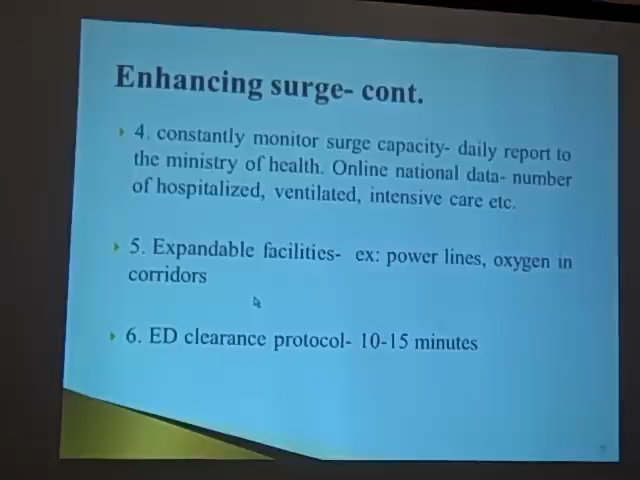 Enhancing surge- cont.
4. constantly monitor surge capacity- daily report to
the ministry of health. Online national data- number
of hospitalized, ventilated, intensive care etc.
5. Expandable facilities- ex: power lines, oxygen in
corridors
6. ED clearance protocol- 10-15 minutes